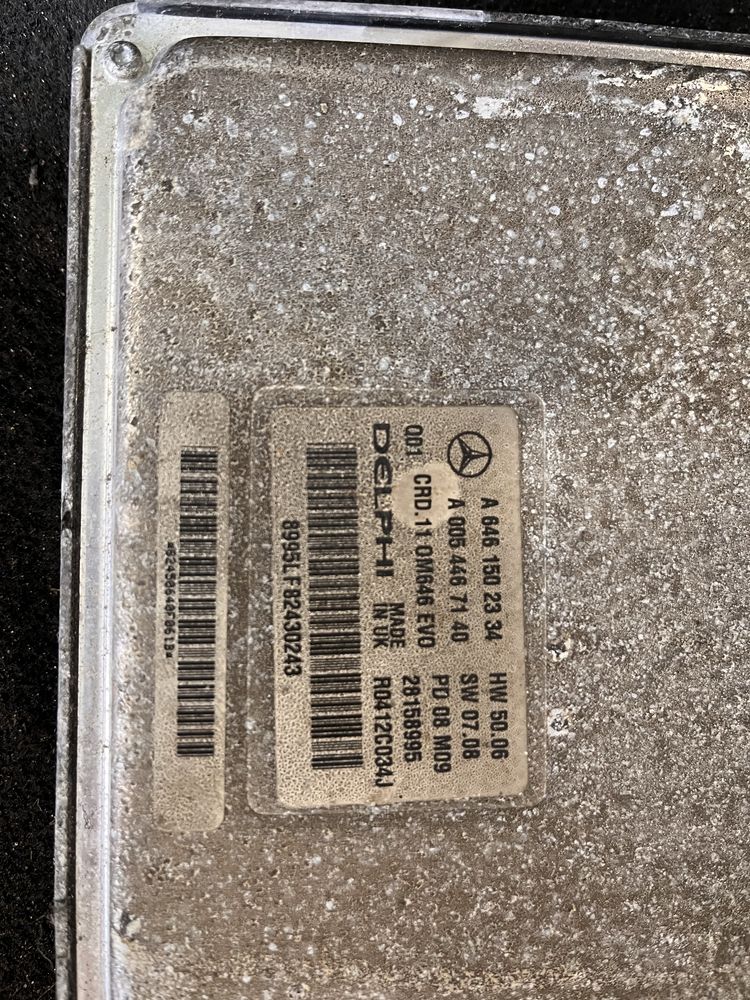 A 646 150 23 34 HW 50.06
A 005 446 71 40 SW 07.08
001 CRD.11 OM646 EVO PD 08 M09
DELPHI MADE IN UK 28158995
R0412C034J
8995LF82430243